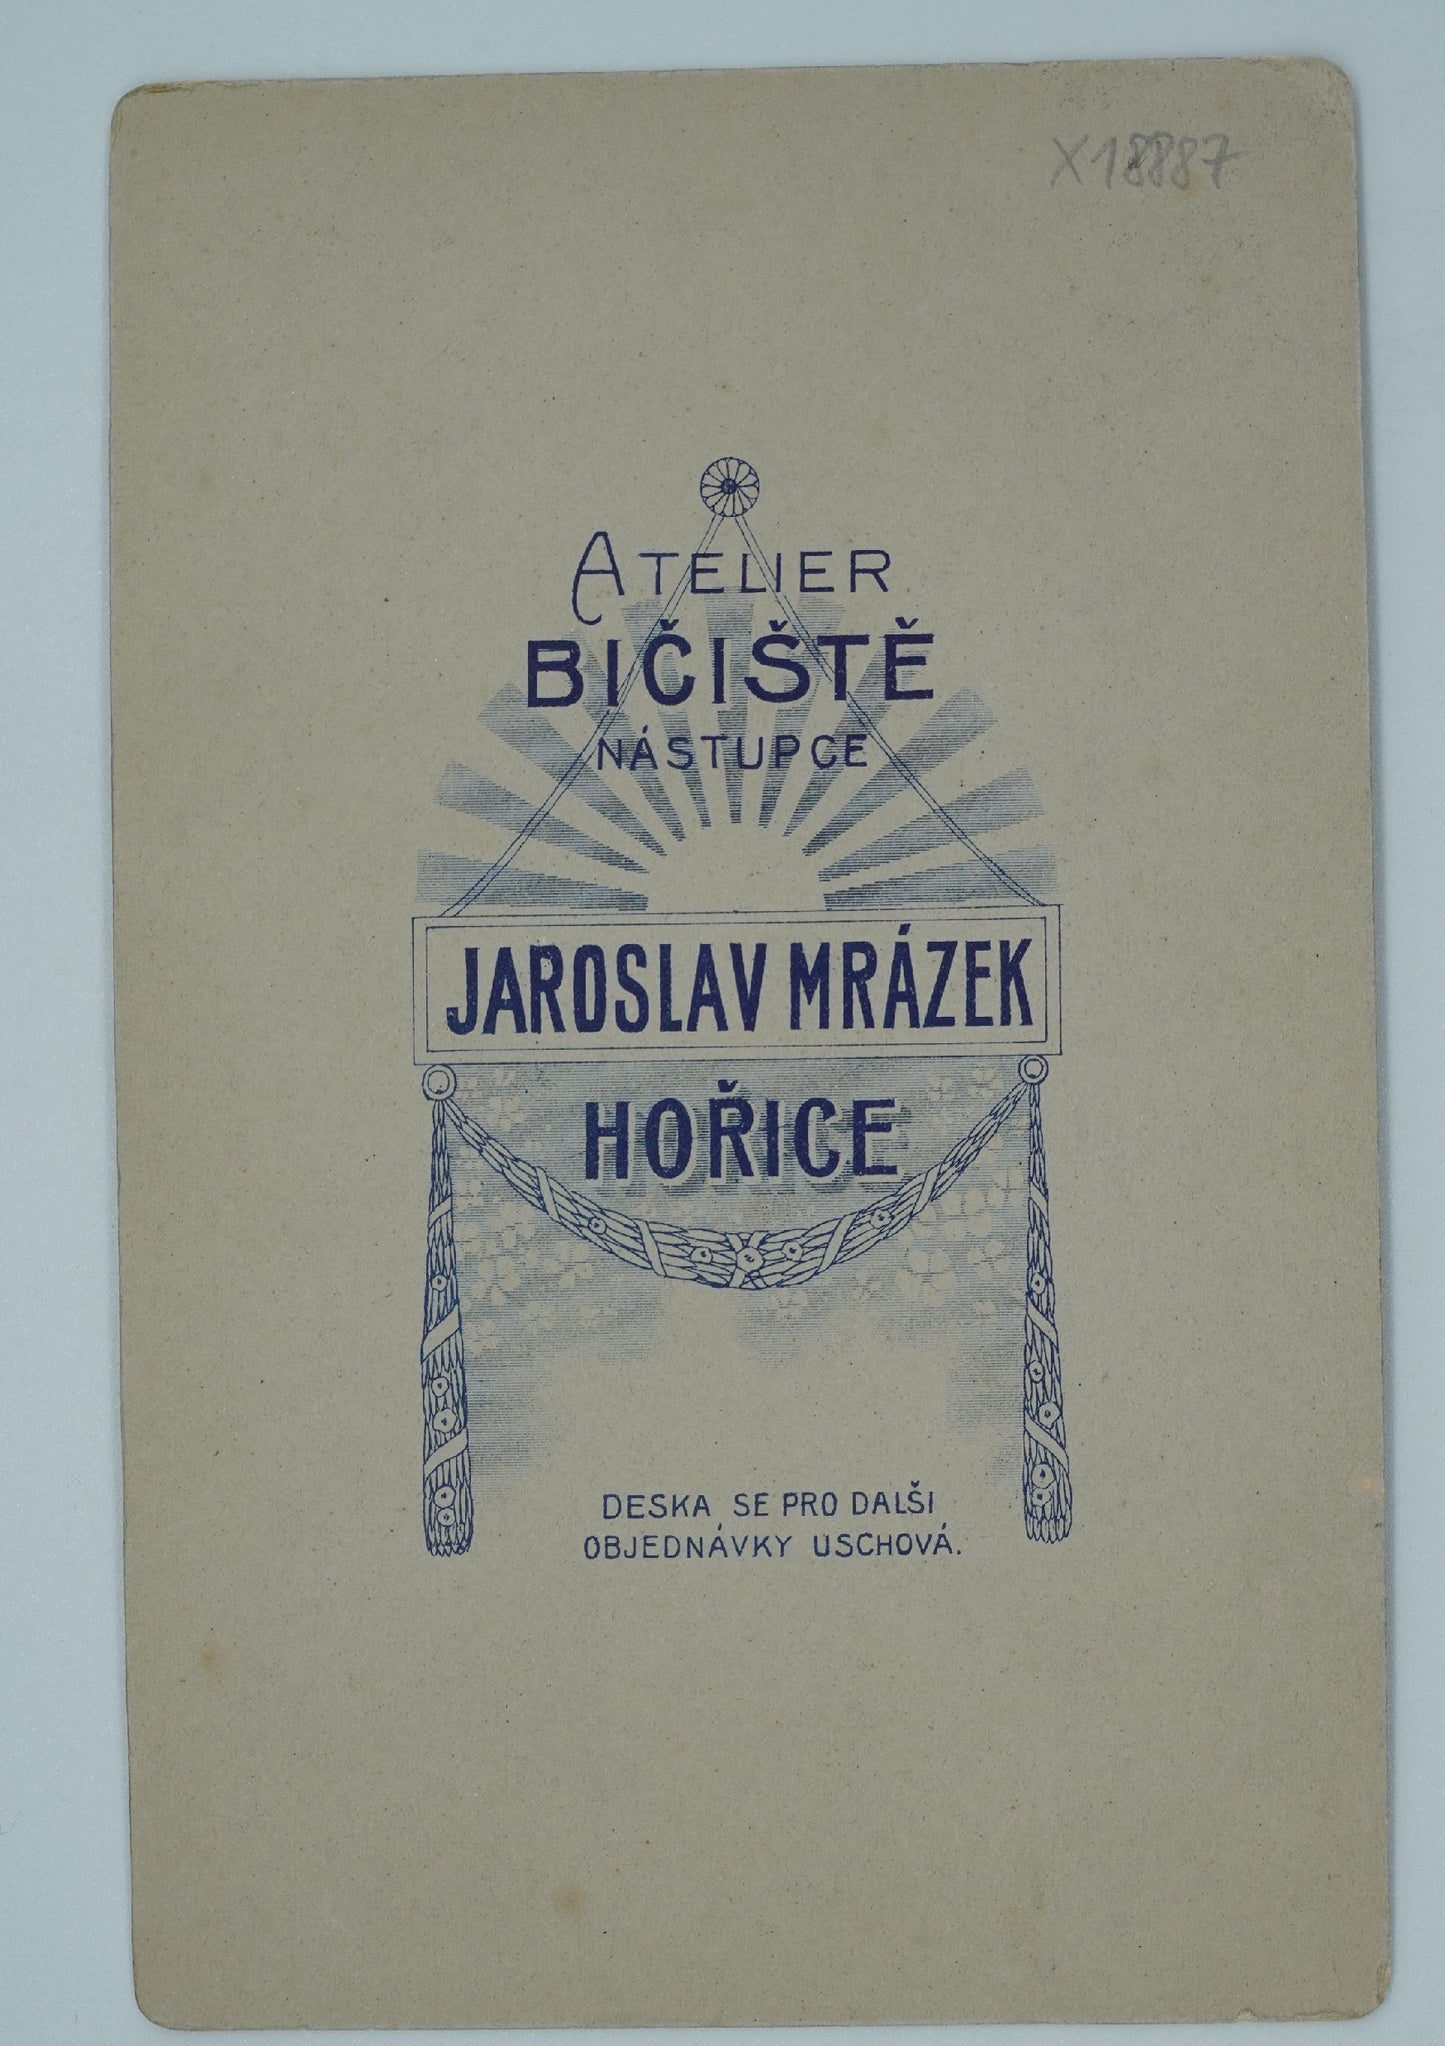 X18887
ATELIER
BIČIŠTĚ
NÁSTUPCE
JAROSLAV MRÁZEK
HOŘICE
DESKA SE PRO DALŠI
OBJEDNÁVKY USCHOVÁ.